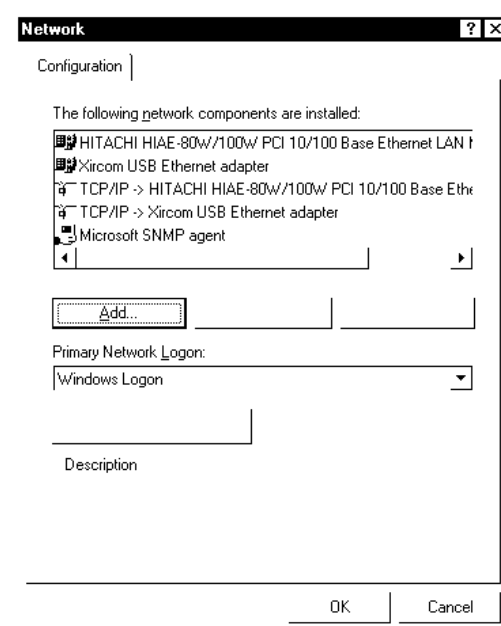 Network
Configuration
The following network components are installed:
HITACHI HIAE-80W/100W PCI 10/100 Base Ethernet LAN
Xircom USB Ethernet adapter
TCP/IP -> HITACHI HIAE-80W/100W PCI 10/100 Base Ethe
TCP/IP -> Xircom USB Ethernet adapter
Microsoft SNMP agent
Add...
Primary Network Logon:
Windows Logon
Description
OK
Cancel